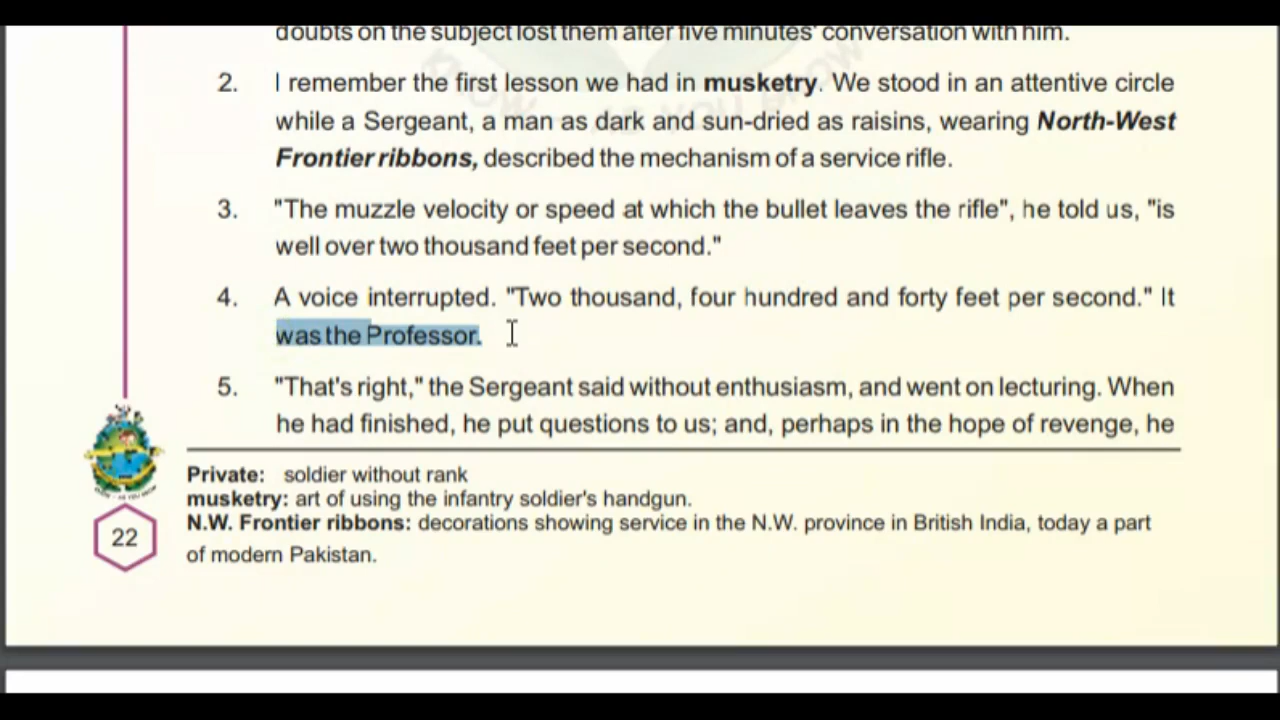 doubts on the subject lost them after five minutes' conversation with him.
2. I remember the first lesson we had in musketry. We stood in an attentive circle
while a Sergeant, a man as dark and sun-dried as raisins, wearing North-West
Frontier ribbons, described the mechanism of a service rifle.
3. "The muzzle velocity or speed at which the bullet leaves the rifle", he told us, "is
well over two thousand feet per second."
4. A voice interrupted. "Two thousand, four hundred and forty feet per second." It
was the Professor.
5. "That's right," the Sergeant said without enthusiasm, and went on lecturing. When
he had finished, he put questions to us; and, perhaps in the hope of revenge, he
Private: soldier without rank
musketry: art of using the infantry soldier's handgun.
N.W. Frontier ribbons: decorations showing service in the N.W. province in British India, today a part
of modern Pakistan.
22